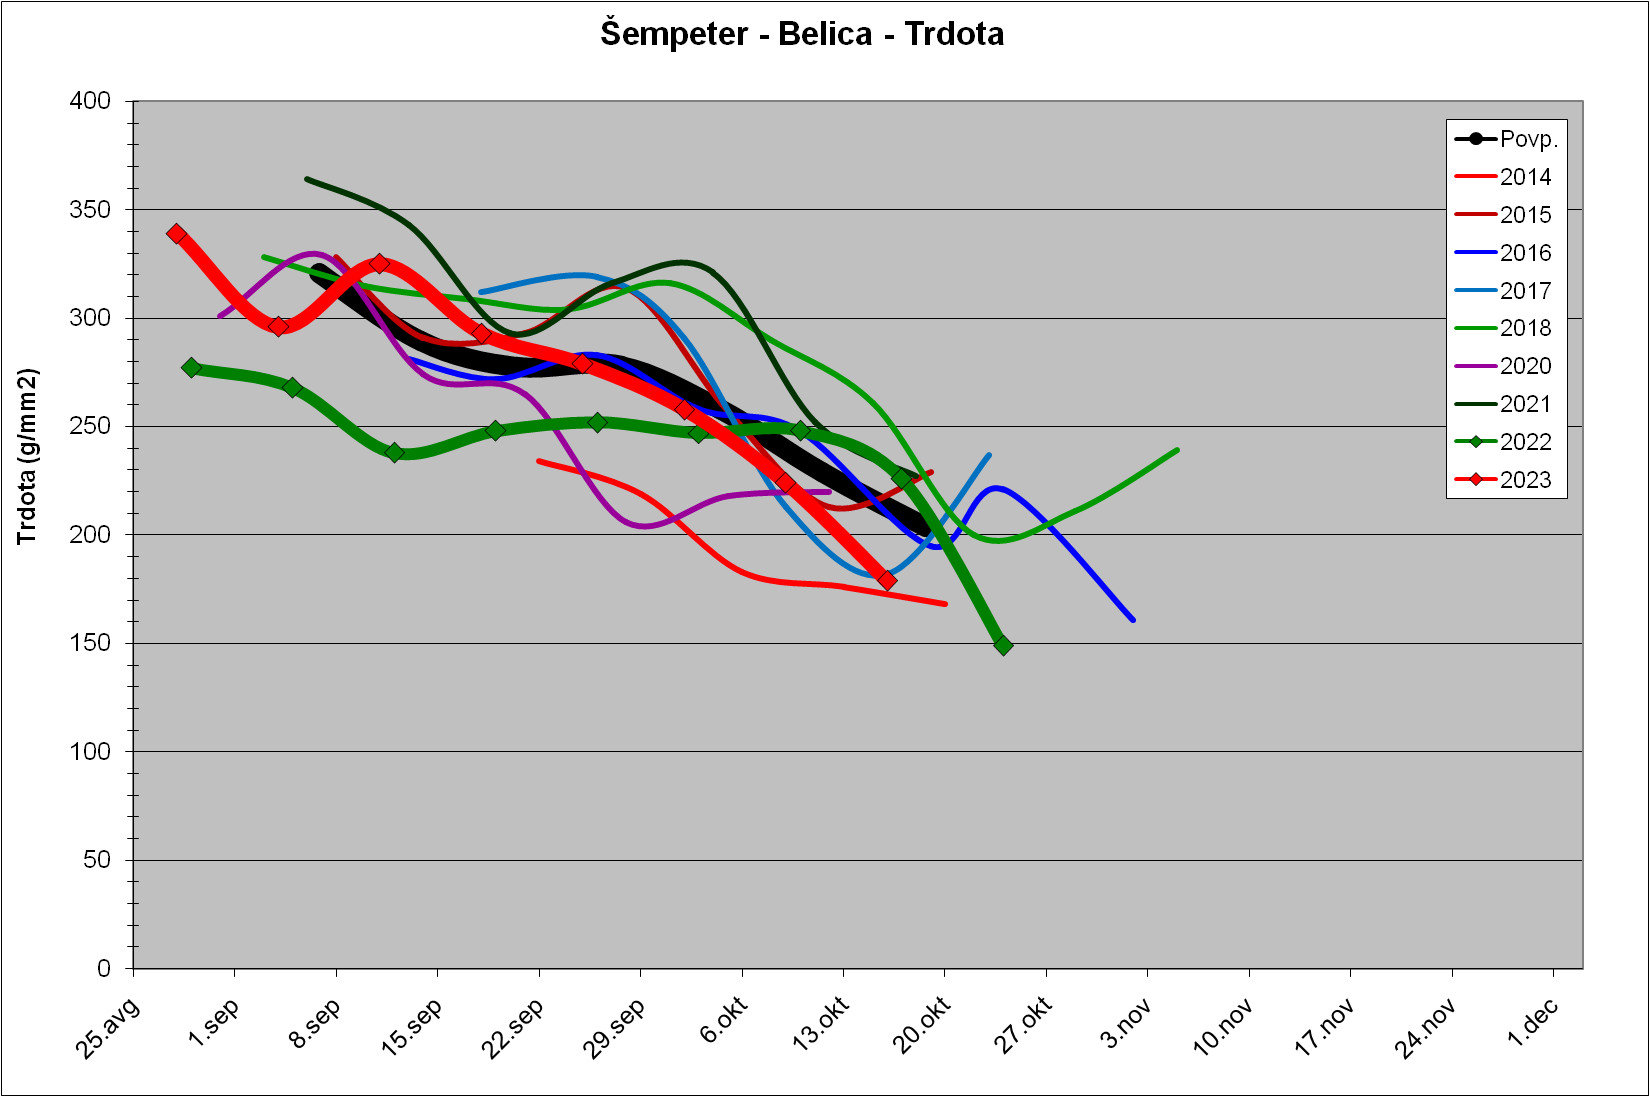 Šempeter - Belica - Trdota
Trdota (g/mm2)
400
350
300
250
200
150
100
50
0
25.avg
1.sep
8.sep
15.sep
22.sep
29.sep
6.okt
13.okt
20.okt
27.okt
3.nov
10.nov
17.nov
24.nov
1.dec
Povp.
2014
2015
2016
2017
2018
2020
2021
2022
2023